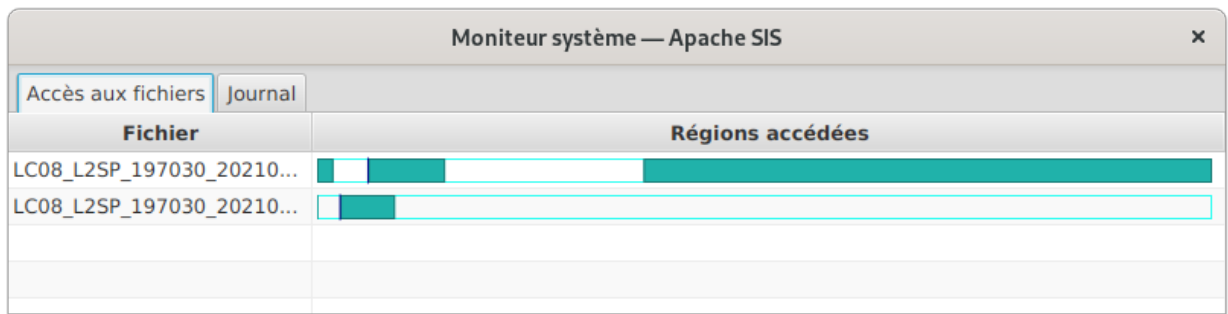 Moniteur système — Apache SIS ×
Accès aux fichiers Journal
Fichier Régions accédées
LC08_L2SP_197030_20210...
LC08_L2SP_197030_20210...